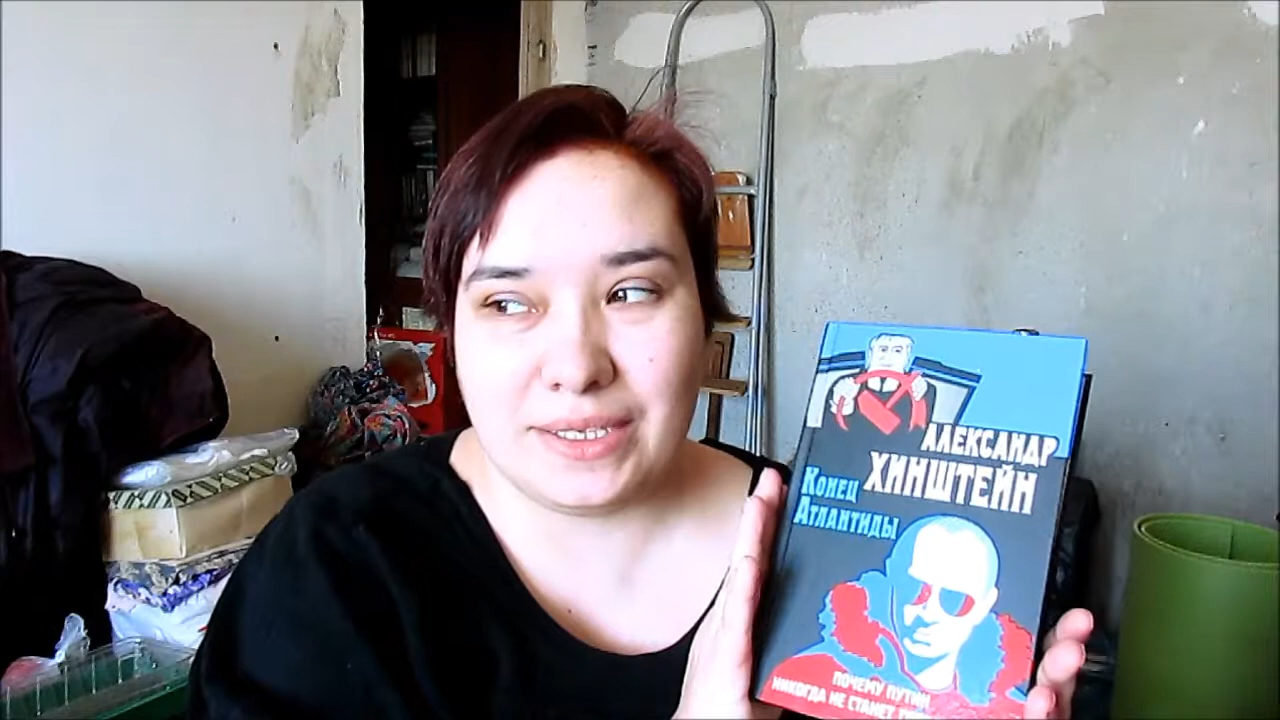 АЛЕКСАНДР
ХИНШТЕЙН
Конец
Атлантиды
ПОЧЕМУ ПУТИН
НИКОГДА НЕ СТАНЕТ